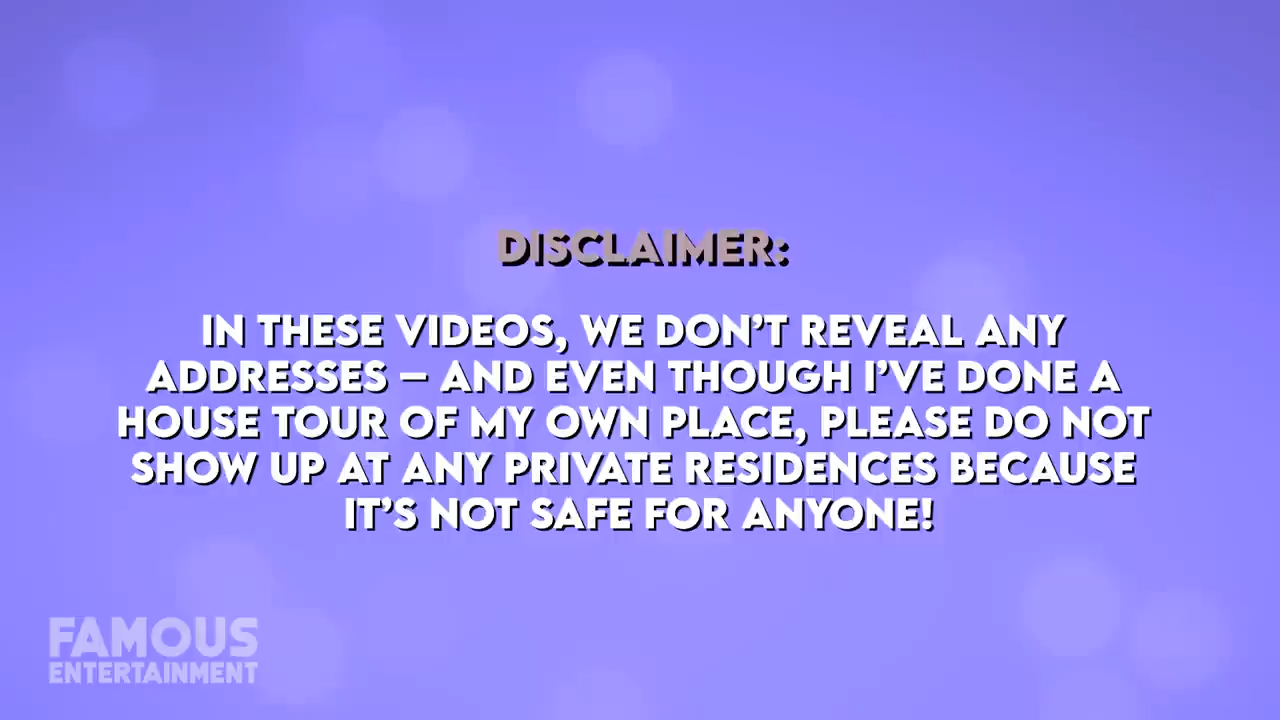 DISCLAIMER:
IN THESE VIDEOS, WE DON'T REVEAL ANY
ADDRESSES – AND EVEN THOUGH I'VE DONE A
HOUSE TOUR OF MY OWN PLACE, PLEASE DO NOT
SHOW UP AT ANY PRIVATE RESIDENCES BECAUSE
IT'S NOT SAFE FOR ANYONE!
FAMOUS
ENTERTAINMENT